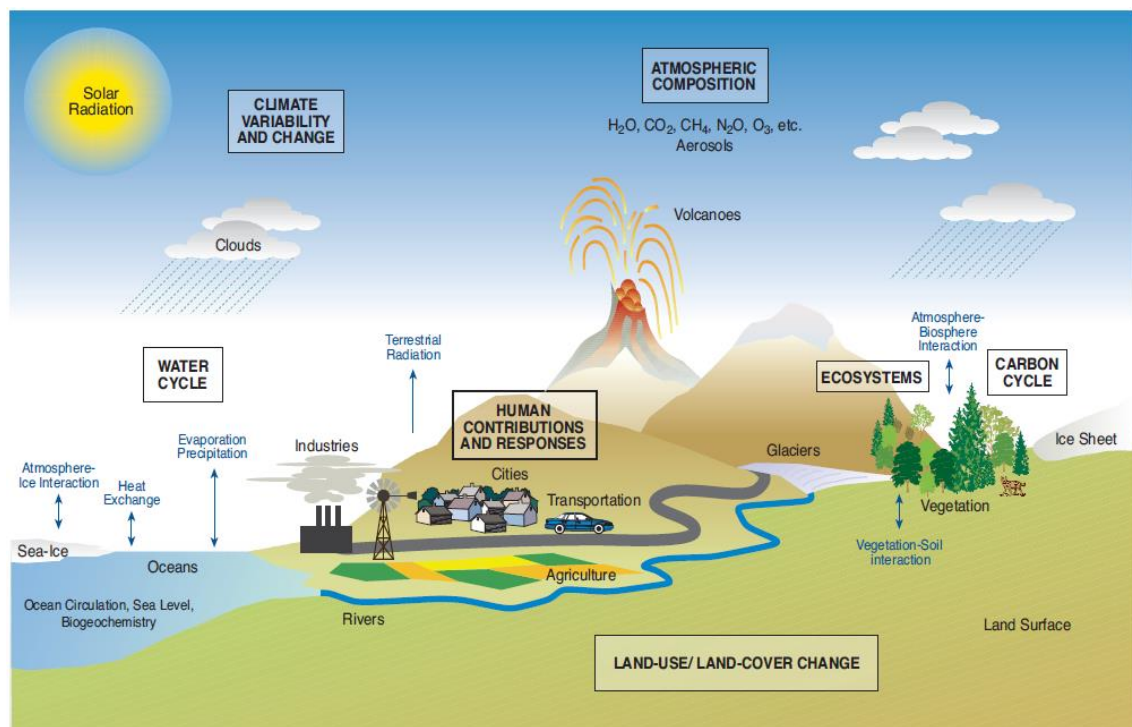 Solar
Radiation
CLIMATE
VARIABILITY
AND CHANGE
ATMOSPHERIC
COMPOSITION
H₂O, CO₂, CH₄, N₂O, O₃, etc.
Aerosols
Volcanoes
Clouds
Atmosphere-
Biosphere
Interaction
Terrestrial
Radiation
WATER
CYCLE
ECOSYSTEMS
CARBON
CYCLE
HUMAN
CONTRIBUTIONS
AND RESPONSES
Evaporation
Precipitation
Industries
Glaciers
Ice Sheet
Atmosphere-
Ice Interaction
Heat
Exchange
Cities
Transportation
Vegetation
Sea-Ice
Oceans
Vegetation-Soil
interaction
Agriculture
Ocean Circulation, Sea Level,
Biogeochemistry
Rivers
Land Surface
LAND-USE/ LAND-COVER CHANGE